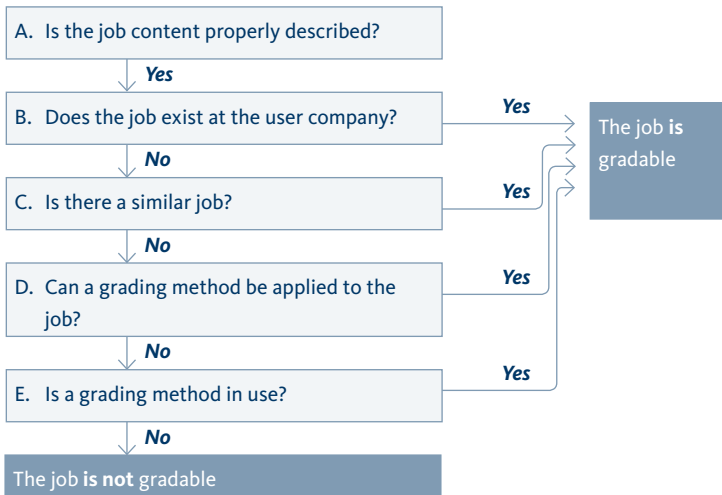 A. Is the job content properly described?
Yes
B. Does the job exist at the user company?
Yes
The job is
gradable
No
C. Is there a similar job?
Yes
No
D. Can a grading method be applied to the
job?
Yes
No
E. Is a grading method in use?
Yes
No
The job is not gradable